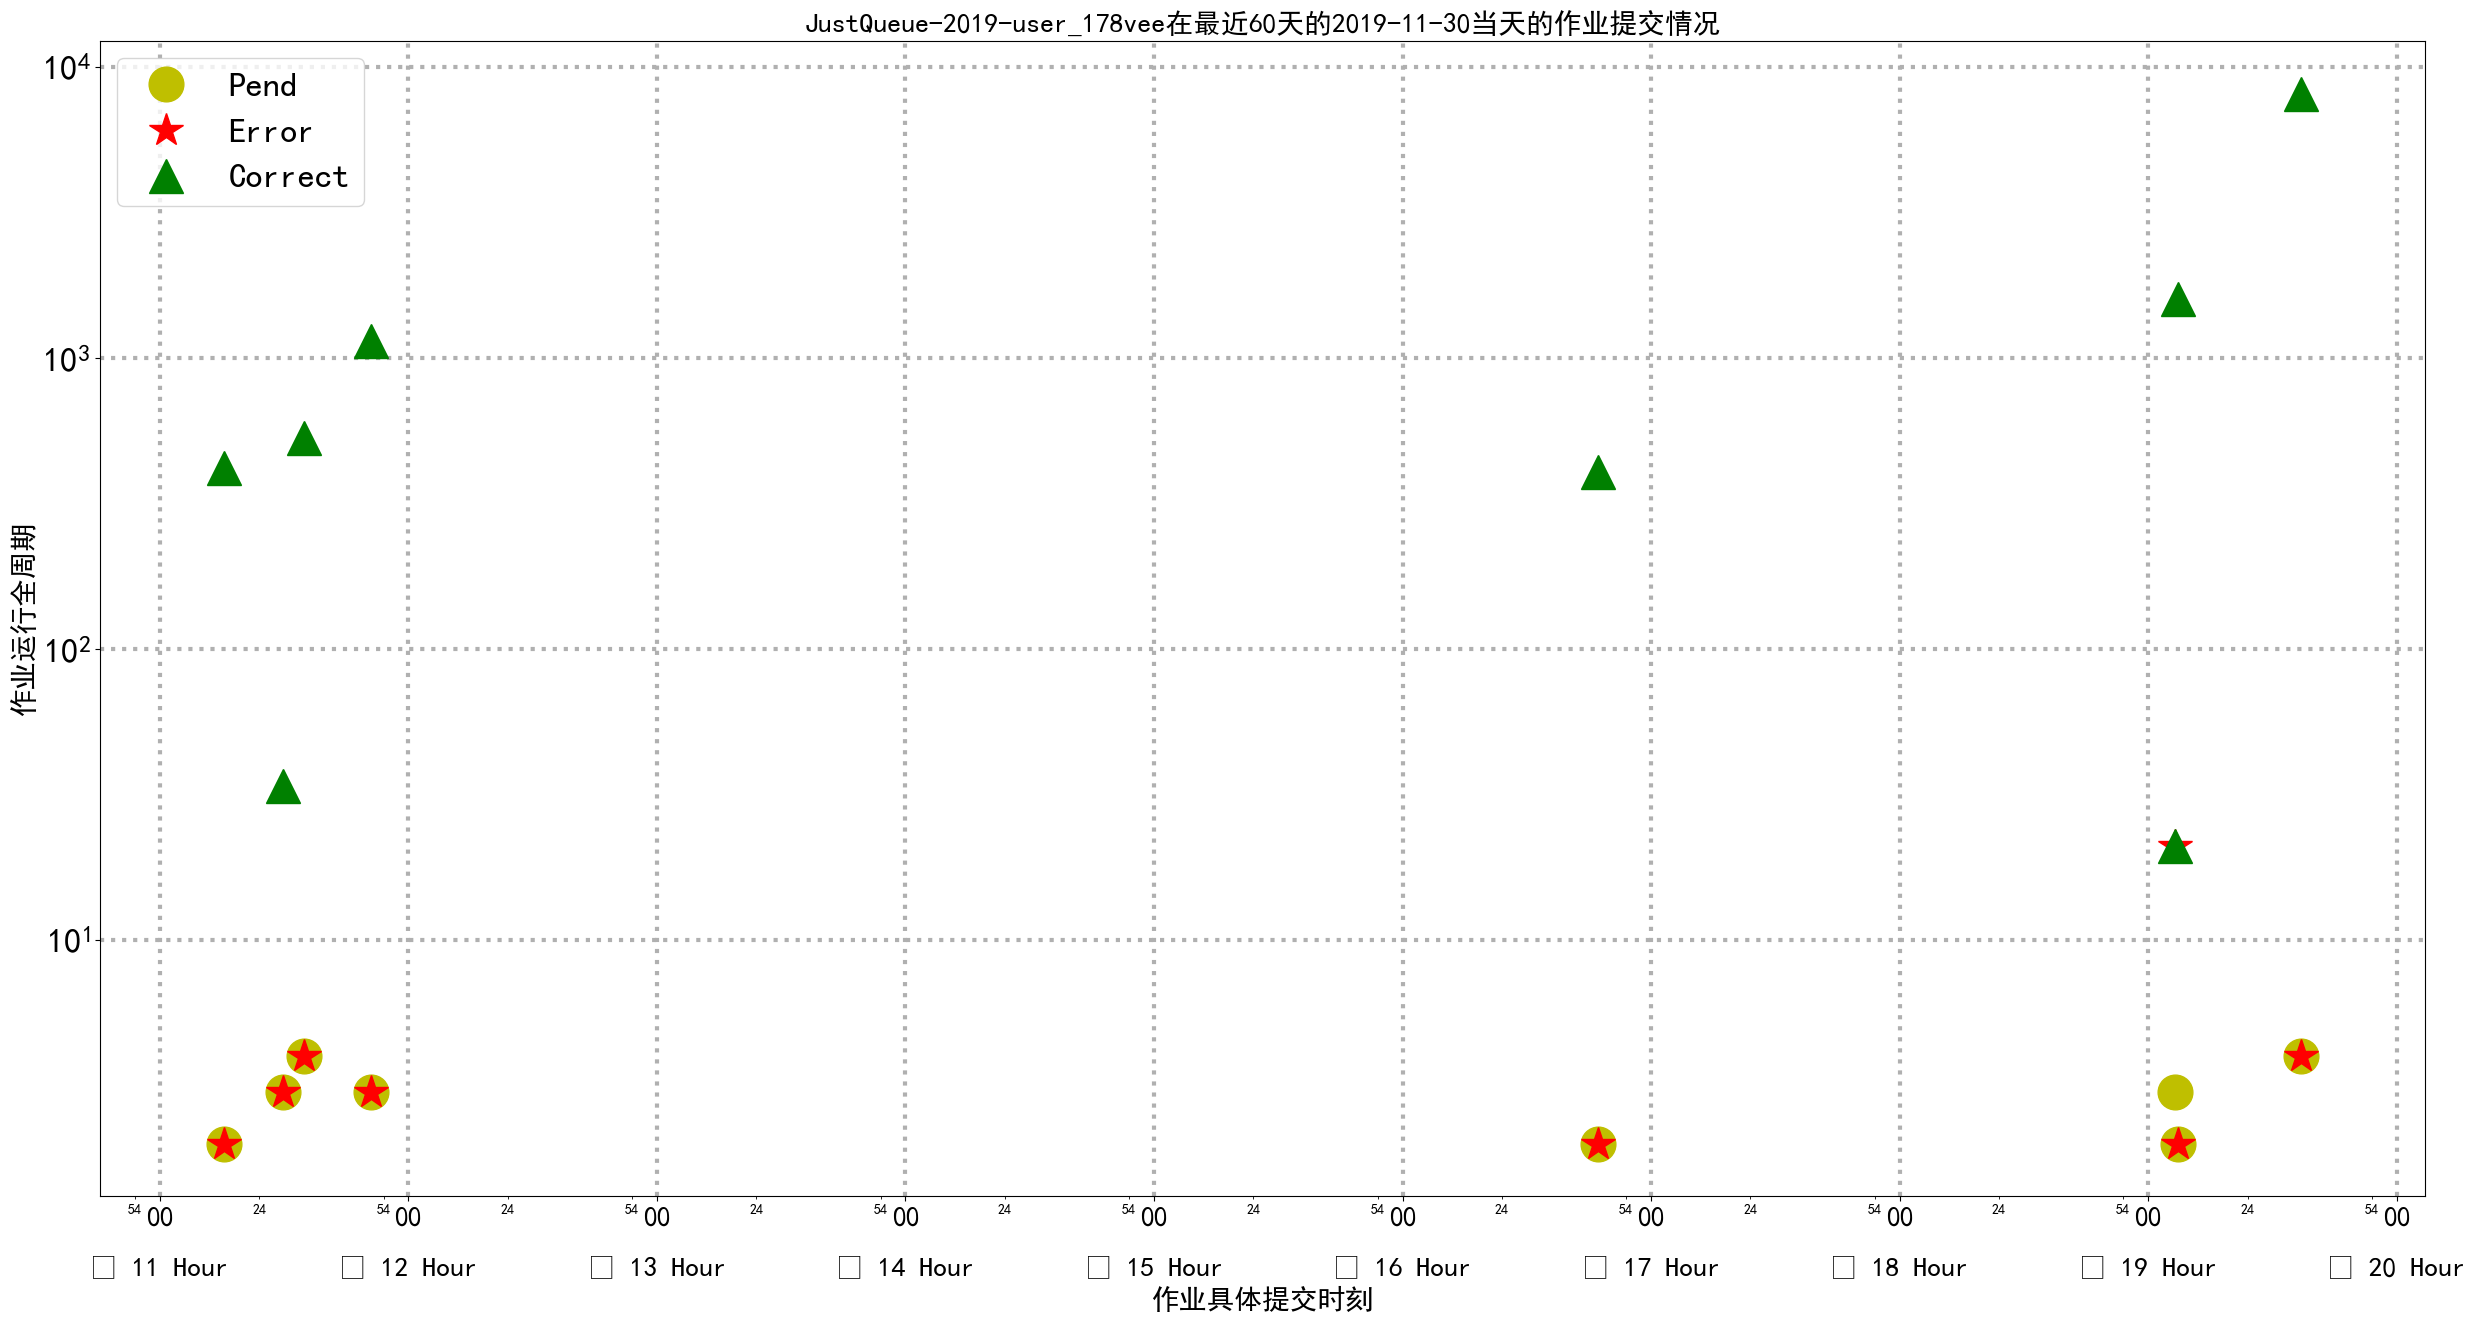 JustQueue-2019-user_178vee在最近60天的2019-11-30当天的作业提交情况
Pend
Error
Correct
10⁴
10³
10²
10¹
作业运行全周期
54 00 24 54 00 24 54 00 24 54 00 24 54 00 24 54 00 24 54 00 24 54 00 24 54 00 24 54 00
□ 11 Hour □ 12 Hour □ 13 Hour □ 14 Hour □ 15 Hour □ 16 Hour □ 17 Hour □ 18 Hour □ 19 Hour □ 20 Hour
作业具体提交时刻